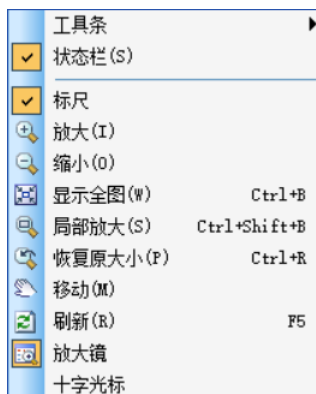 工具条
状态栏(S)
标尺
放大(I)
缩小(O)
显示全图(W) Ctrl+B
局部放大(S) Ctrl+Shift+B
恢复原大小(P) Ctrl+R
移动(M)
刷新(R) F5
放大镜
十字光标